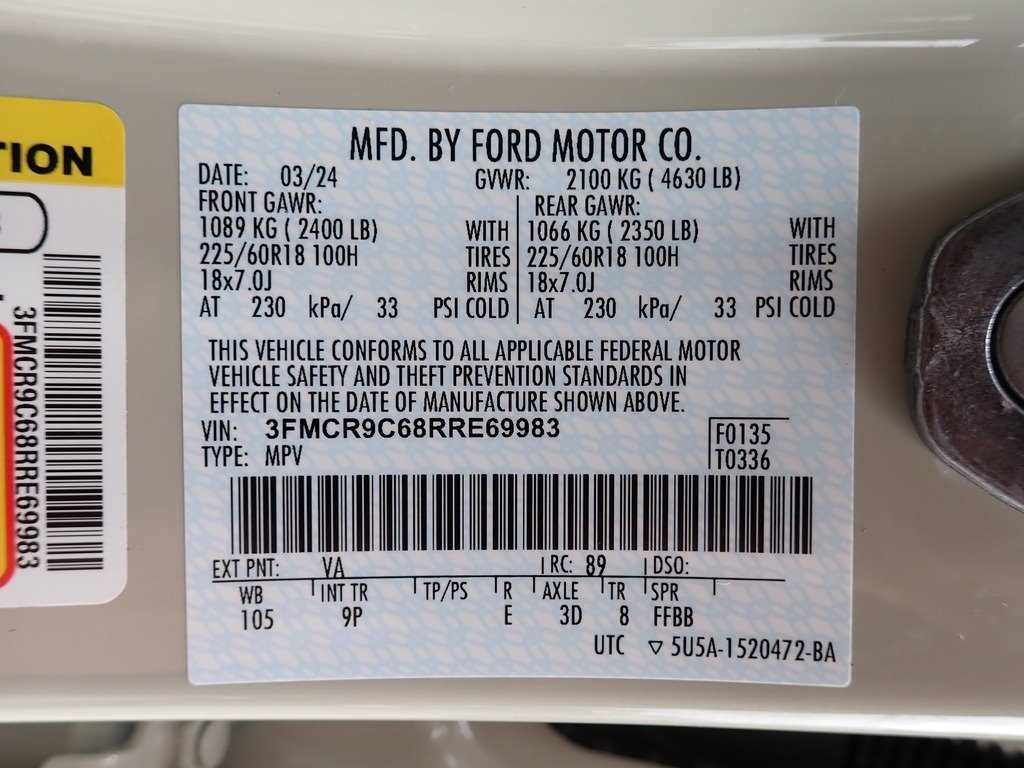 TION
3FMCR9C68RRE69983
MFD. BY FORD MOTOR CO.
DATE: 03/24 GVWR: 2100 KG ( 4630 LB)
FRONT GAWR: REAR GAWR:
1089 KG ( 2400 LB) WITH 1066 KG ( 2350 LB) WITH
225/60R18 100H TIRES 225/60R18 100H TIRES
18x7.0J RIMS 18x7.0J RIMS
AT 230 kPa/ 33 PSI COLD AT 230 kPa/ 33 PSI COLD
THIS VEHICLE CONFORMS TO ALL APPLICABLE FEDERAL MOTOR
VEHICLE SAFETY AND THEFT PREVENTION STANDARDS IN
EFFECT ON THE DATE OF MANUFACTURE SHOWN ABOVE.
VIN: 3FMCR9C68RRE69983 F0135
TYPE: MPV T0336
EXT PNT: VA RC: 89 DSO:
WB INT TR TP/PS R AXLE TR SPR
105 9P E 3D 8 FFBB
UTC ▽ 5U5A-1520472-BA